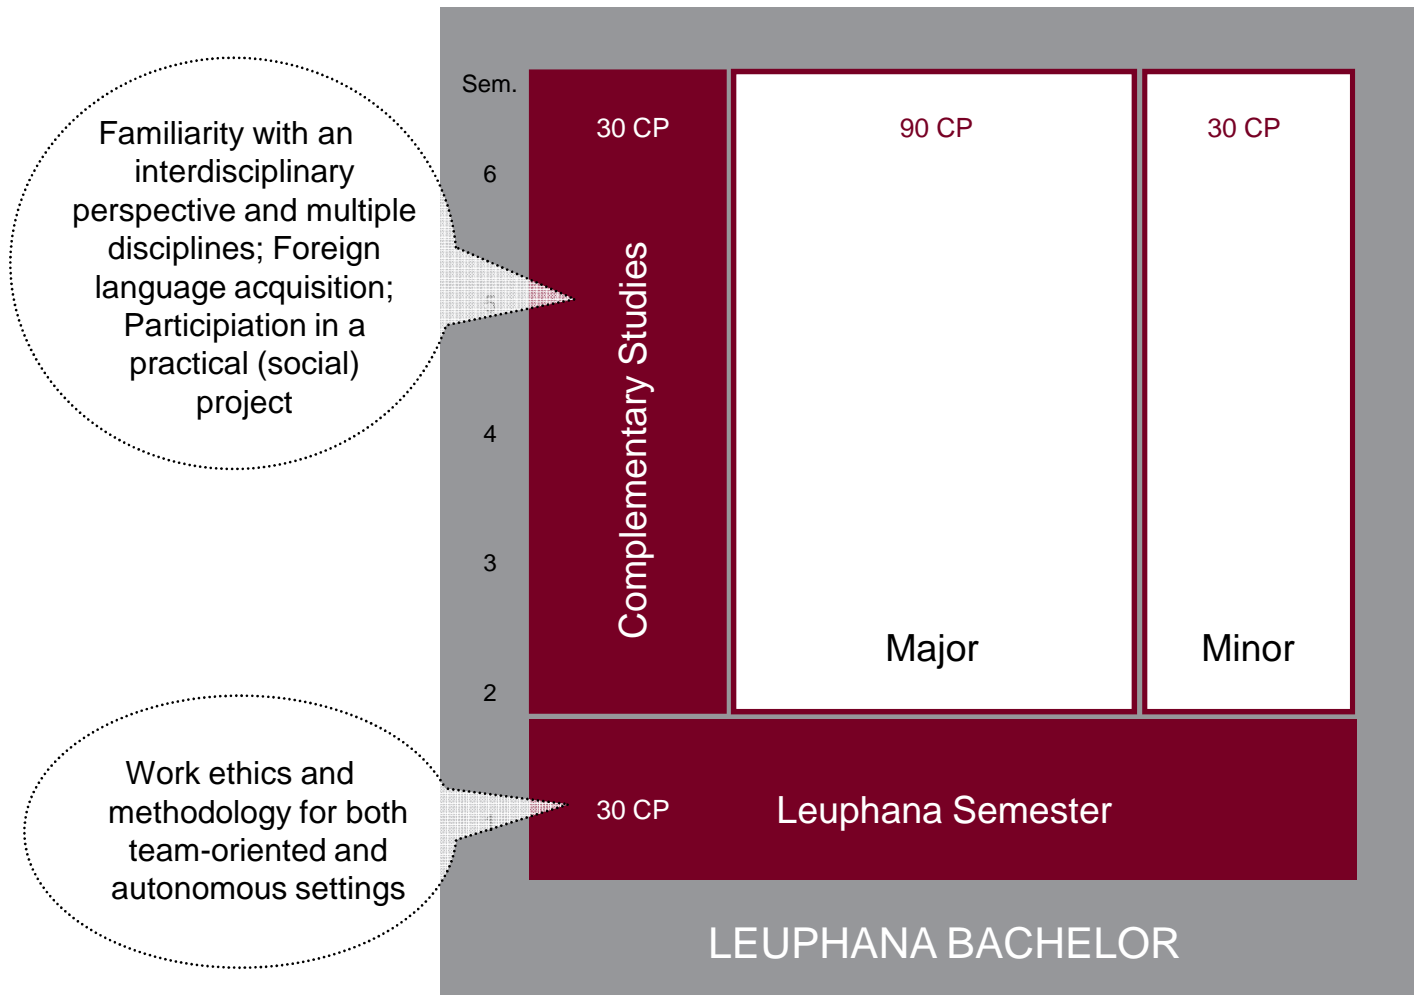 Familiarity with an
interdisciplinary
perspective and multiple
disciplines; Foreign
language acquisition;
Participiation in a
practical (social)
project
Work ethics and
methodology for both
team-oriented and
autonomous settings
Sem.
6
5
4
3
2
30 CP
Complementary Studies
90 CP
Major
30 CP
Minor
30 CP
Leuphana Semester
LEUPHANA BACHELOR